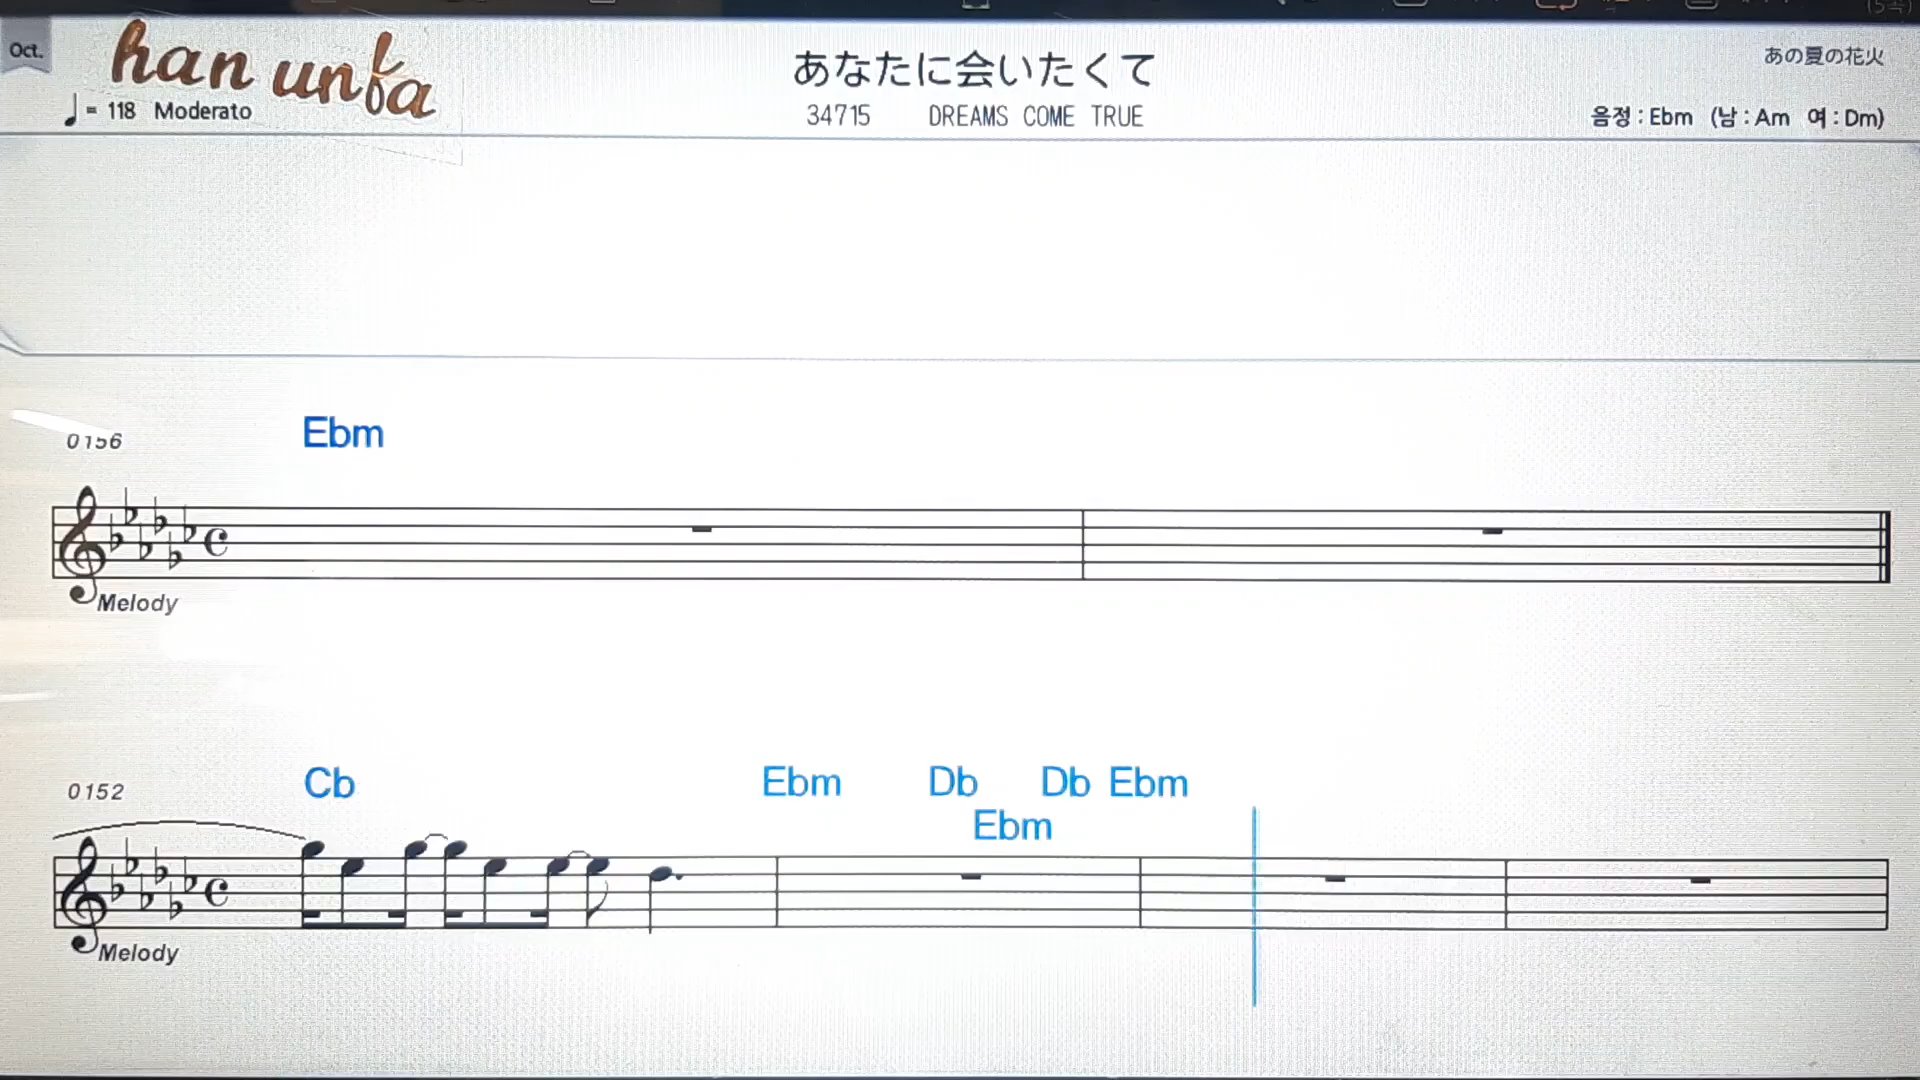 Oct.
han unfa
= 118 Moderato
あなたに会いたくて
34715 DREAMS COME TRUE
あの夏の花火
음정 : Ebm (남 : Am 여 : Dm)
0156
Ebm
Melody
0152
Cb Ebm Db Db Ebm
Ebm
Melody